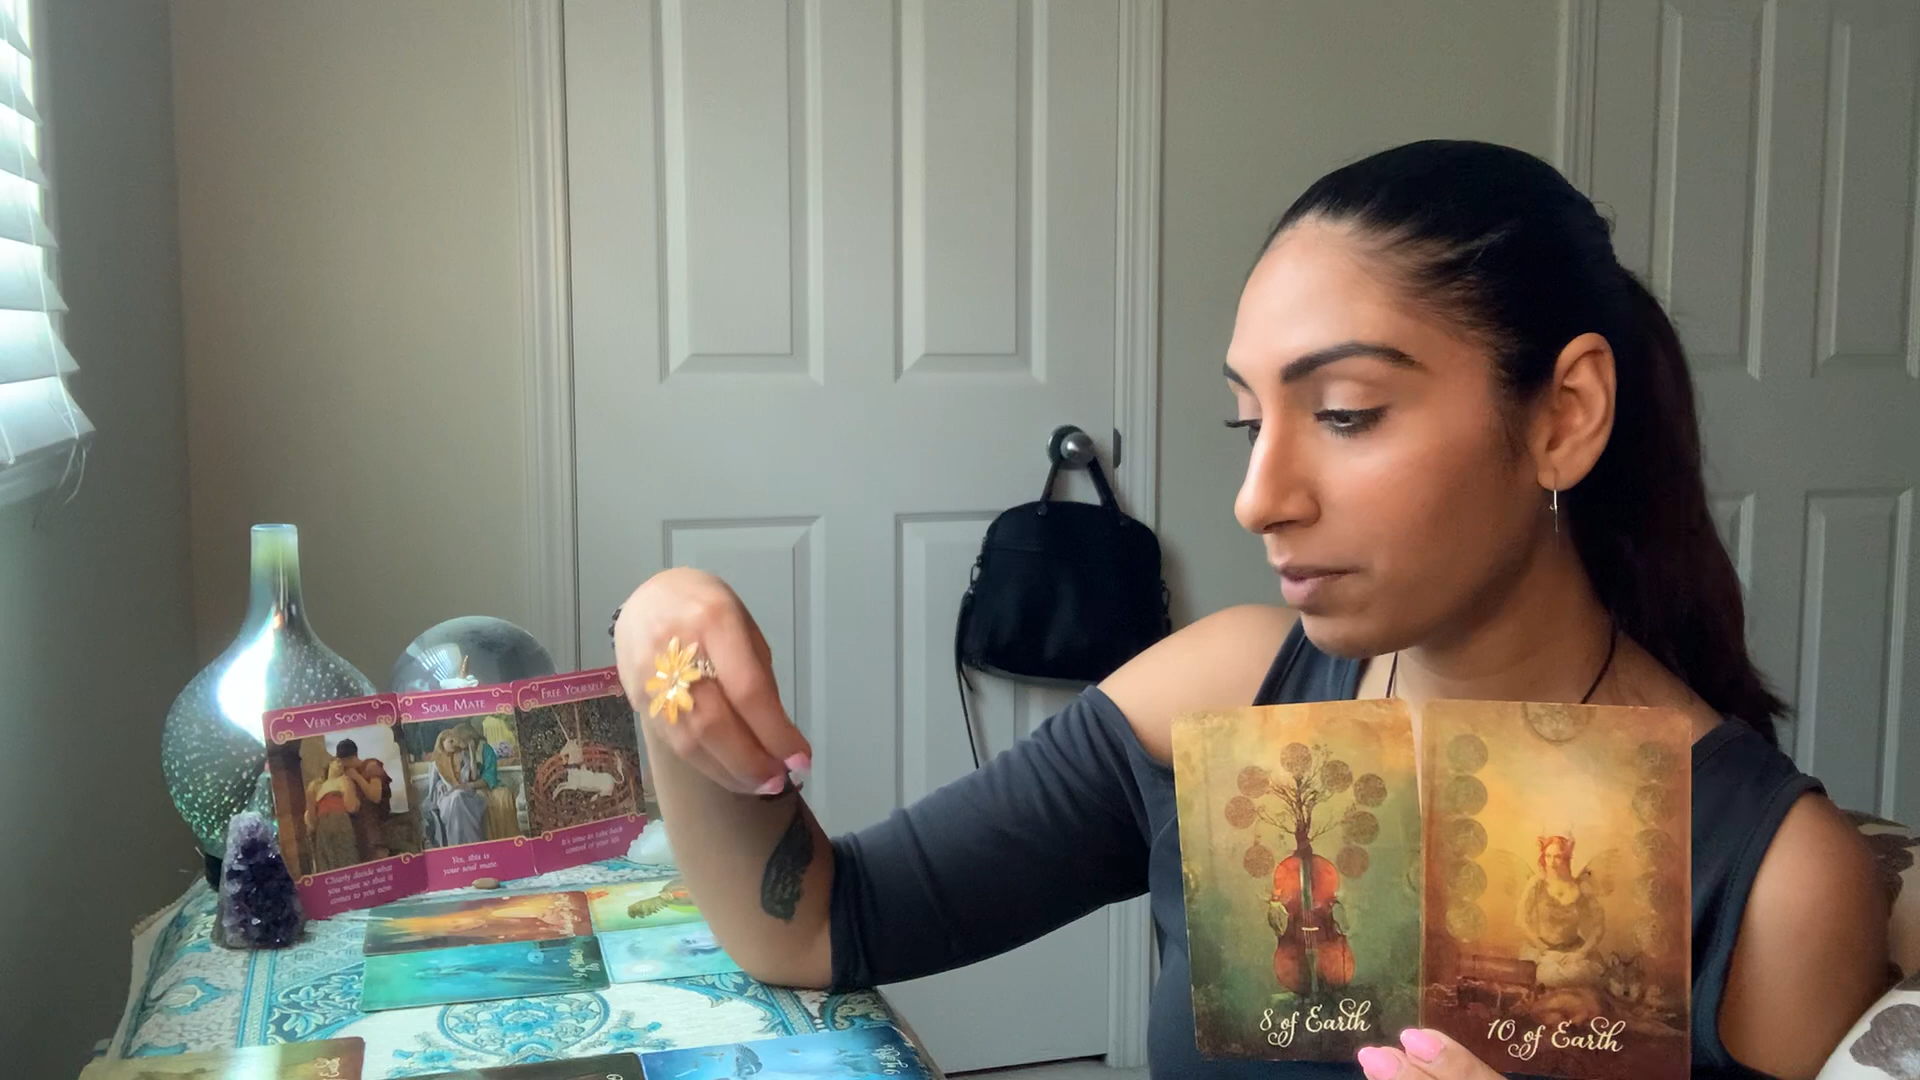 VERY SOON
Clearly decide what
you want so that it
comes to you now
SOUL MATE
Yes, this is
your soul mate.
FREE YOURSELF
It's time to take back
control of your life
8 of Earth
10 of Earth